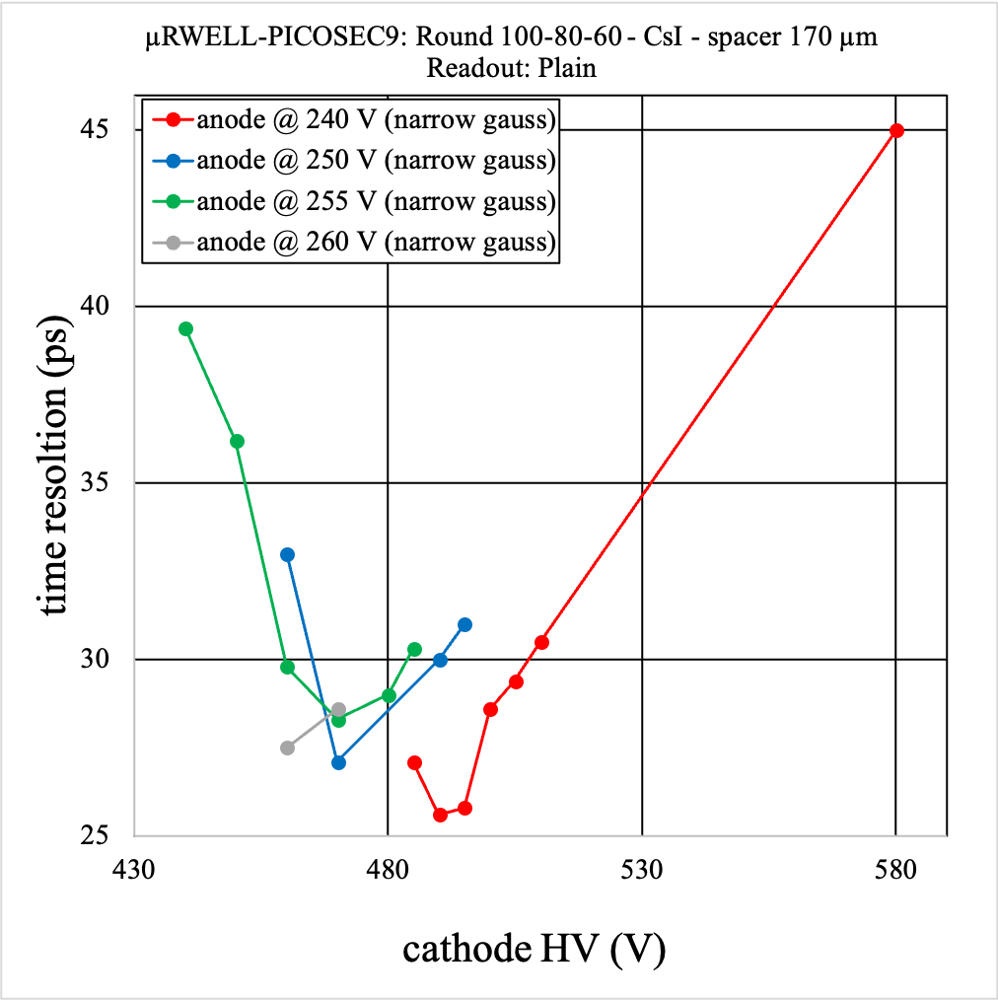 µRWELL-PICOSEC9: Round 100-80-60 - CsI - spacer 170 µm
Readout: Plain
anode @ 240 V (narrow gauss)
anode @ 250 V (narrow gauss)
anode @ 255 V (narrow gauss)
anode @ 260 V (narrow gauss)
45
40
35
30
25
time resoltion (ps)
430 480 530 580
cathode HV (V)